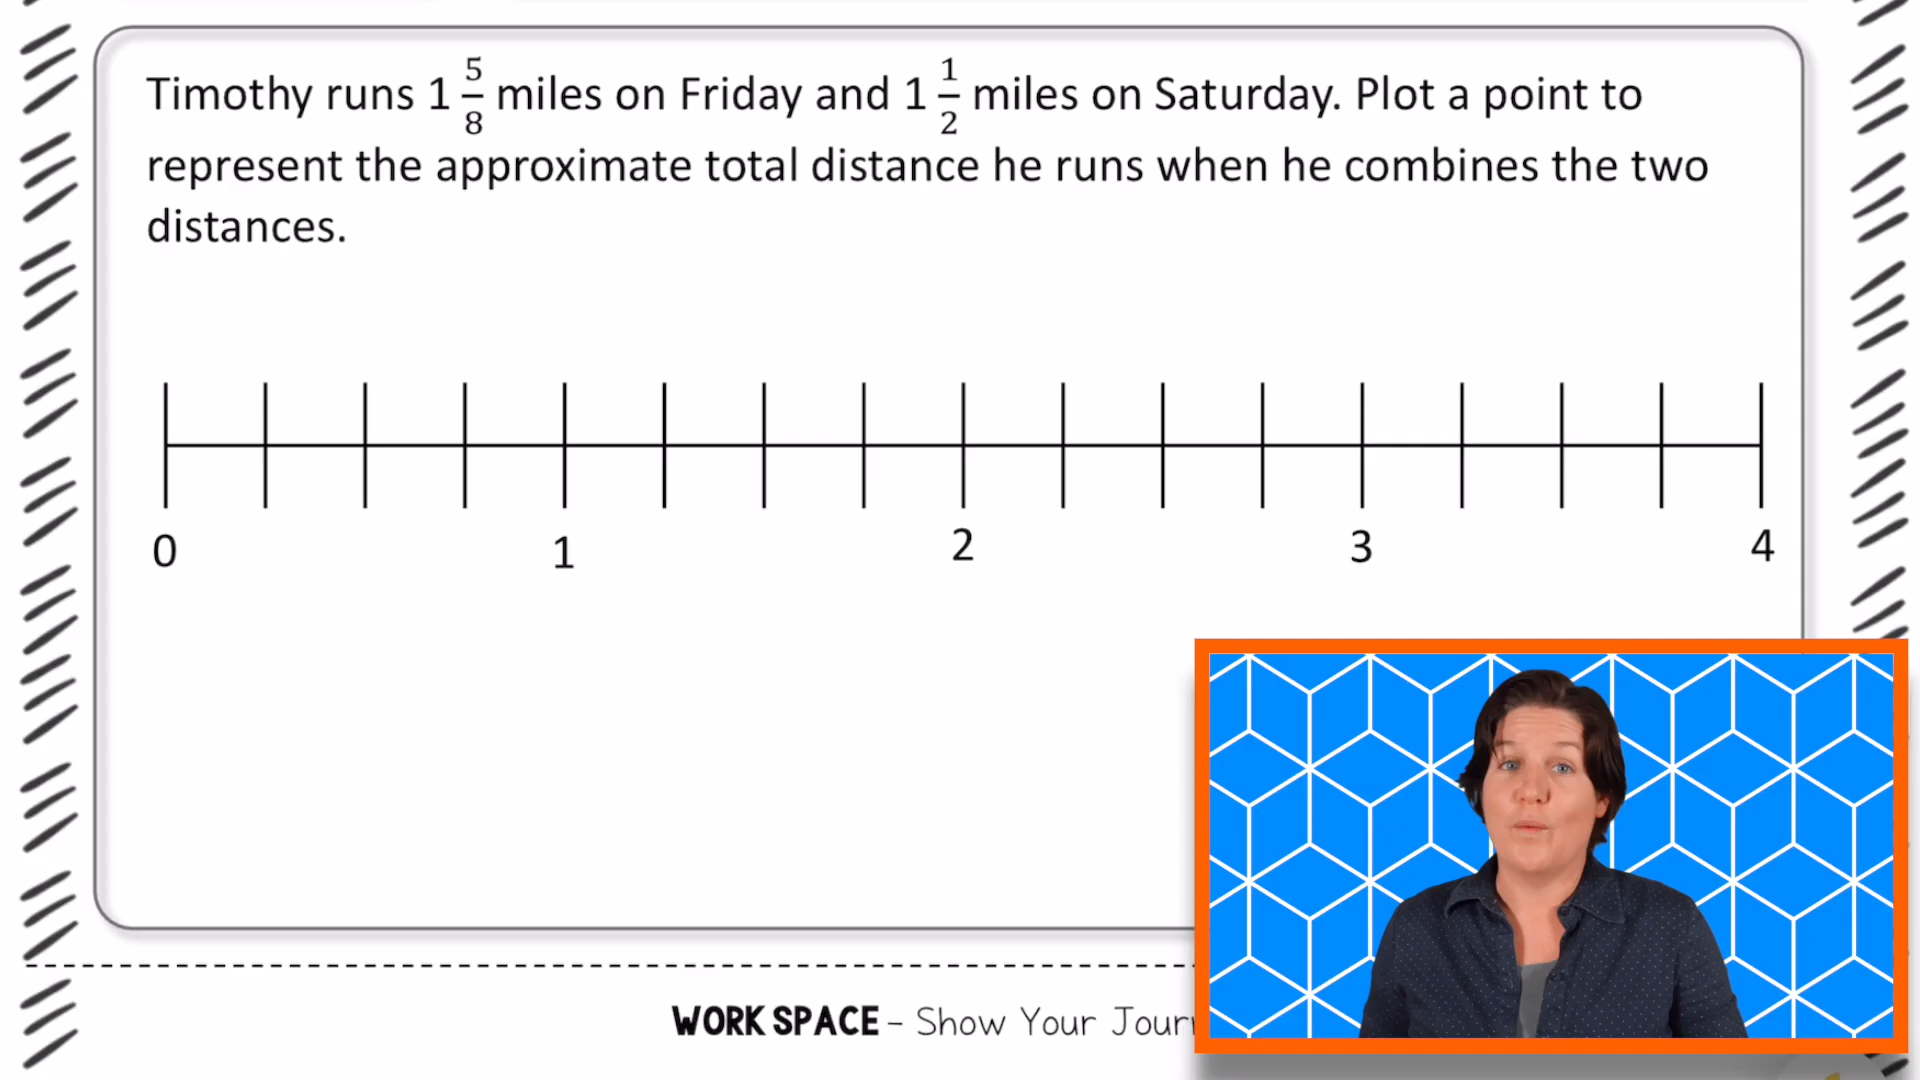 Timothy runs 1 5/8 miles on Friday and 1 1/2 miles on Saturday. Plot a point to
represent the approximate total distance he runs when he combines the two
distances.
0 1 2 3 4
WORK SPACE – Show Your